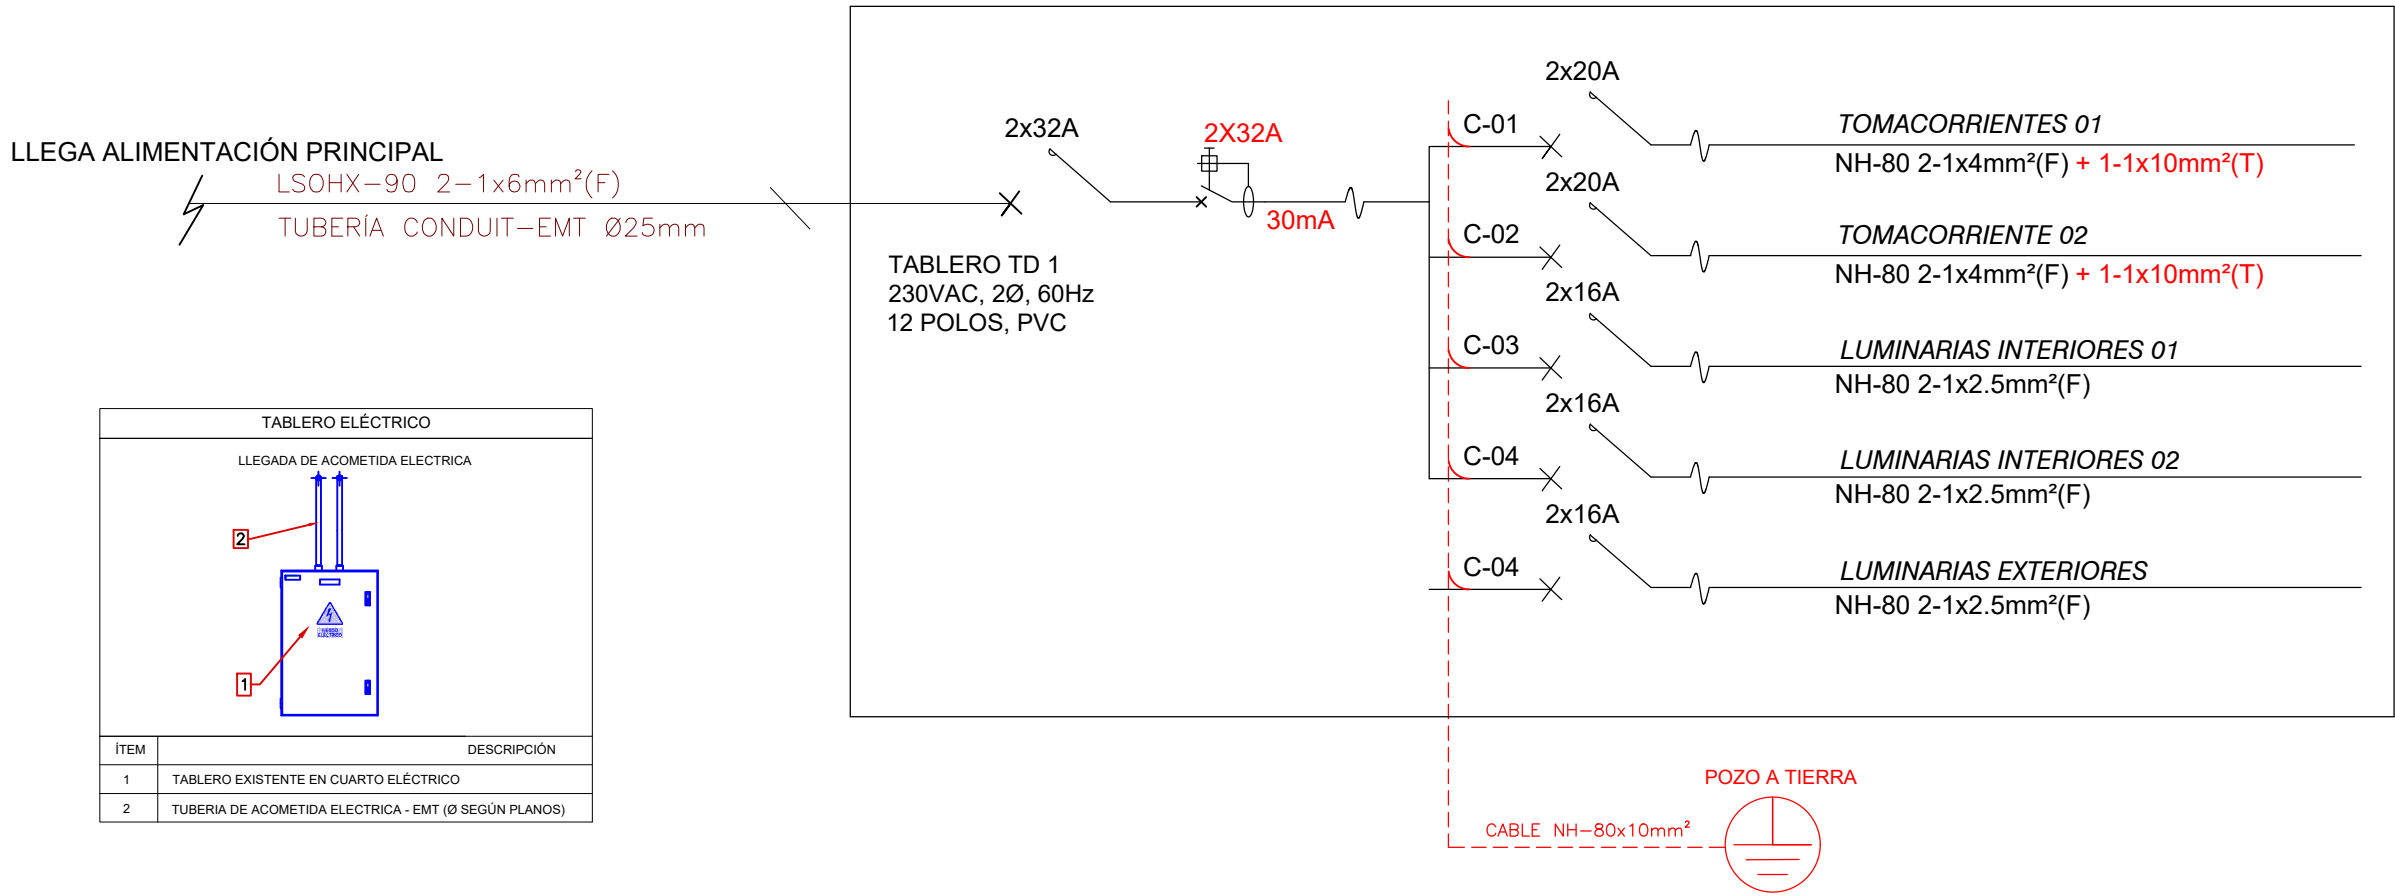 LLEGA ALIMENTACIÓN PRINCIPAL
LSOHX-90 2-1x6mm²(F)
TUBERÍA CONDUIT-EMT Ø25mm
2x32A
2X32A
30mA
TABLERO TD 1
230VAC, 2Ø, 60Hz
12 POLOS, PVC
C-01
2x20A
TOMACORRIENTES 01
NH-80 2-1x4mm²(F) + 1-1x10mm²(T)
C-02
2x20A
TOMACORRIENTE 02
NH-80 2-1x4mm²(F) + 1-1x10mm²(T)
C-03
2x16A
LUMINARIAS INTERIORES 01
NH-80 2-1x2.5mm²(F)
C-04
2x16A
LUMINARIAS INTERIORES 02
NH-80 2-1x2.5mm²(F)
C-04
2x16A
LUMINARIAS EXTERIORES
NH-80 2-1x2.5mm²(F)
POZO A TIERRA
CABLE NH-80x10mm²
TABLERO ELÉCTRICO
LLEGADA DE ACOMETIDA ELECTRICA
2
1
ÍTEM DESCRIPCIÓN
1 TABLERO EXISTENTE EN CUARTO ELÉCTRICO
2 TUBERIA DE ACOMETIDA ELECTRICA - EMT (Ø SEGÚN PLANOS)